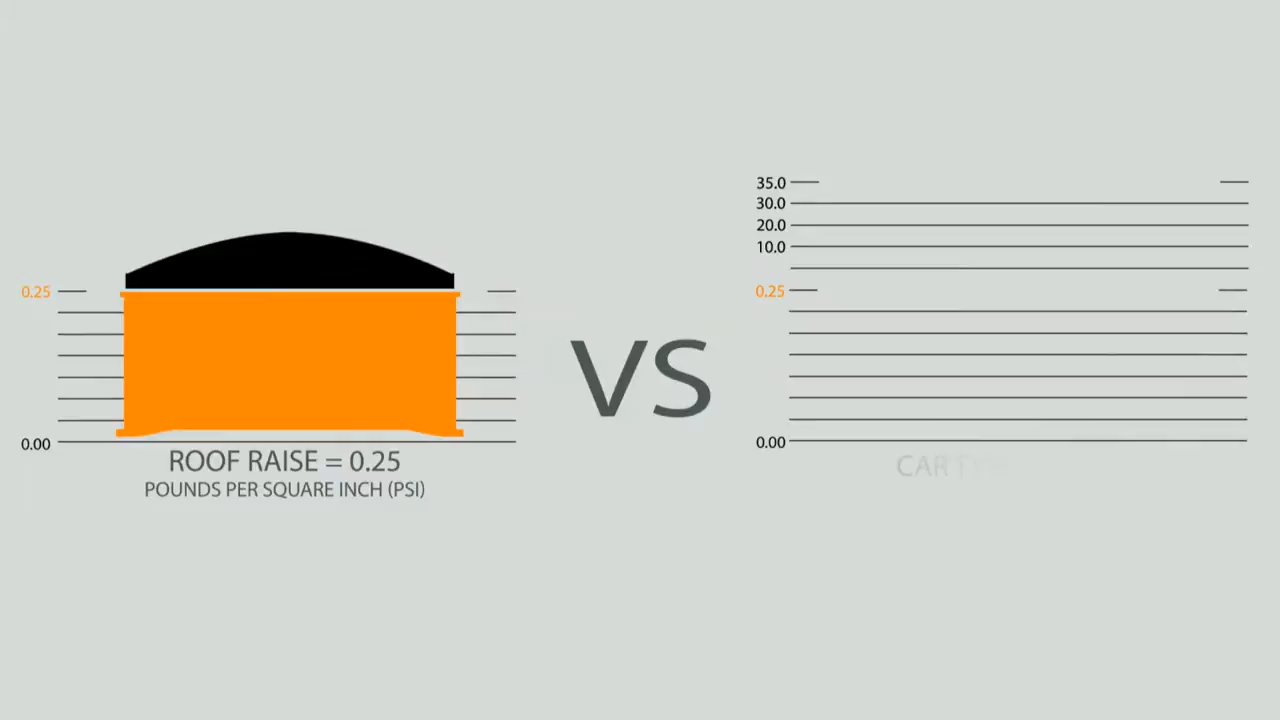 0.25
0.00
ROOF RAISE = 0.25
POUNDS PER SQUARE INCH (PSI)
VS
35.0
30.0
20.0
10.0
0.25
0.00
CAR